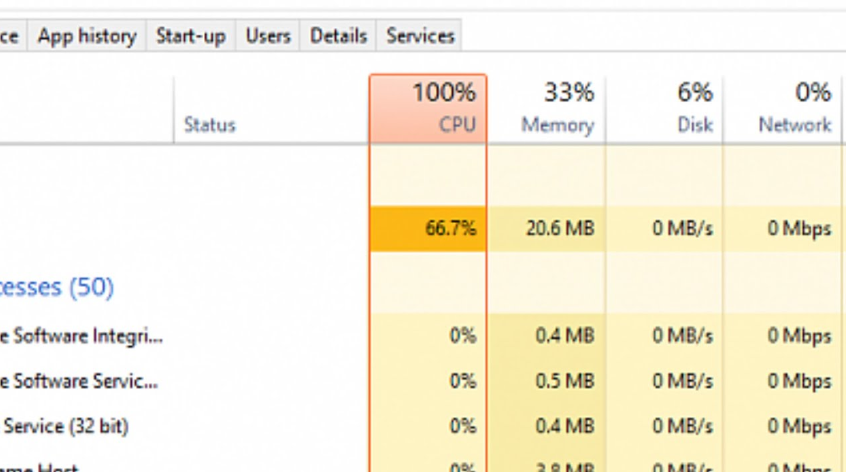 ce App history Start-up Users Details Services
100% 33% 6% 0%
Status CPU Memory Disk Network
66.7% 20.6 MB 0 MB/s 0 Mbps
cesses (50)
e Software Integri... 0% 0.4 MB 0 MB/s 0 Mbps
e Software Servic... 0% 0.5 MB 0 MB/s 0 Mbps
Service (32 bit) 0% 0.4 MB 0 MB/s 0 Mbps
ame Host 0% 3.8 MB 0 MB/s 0 Mbps